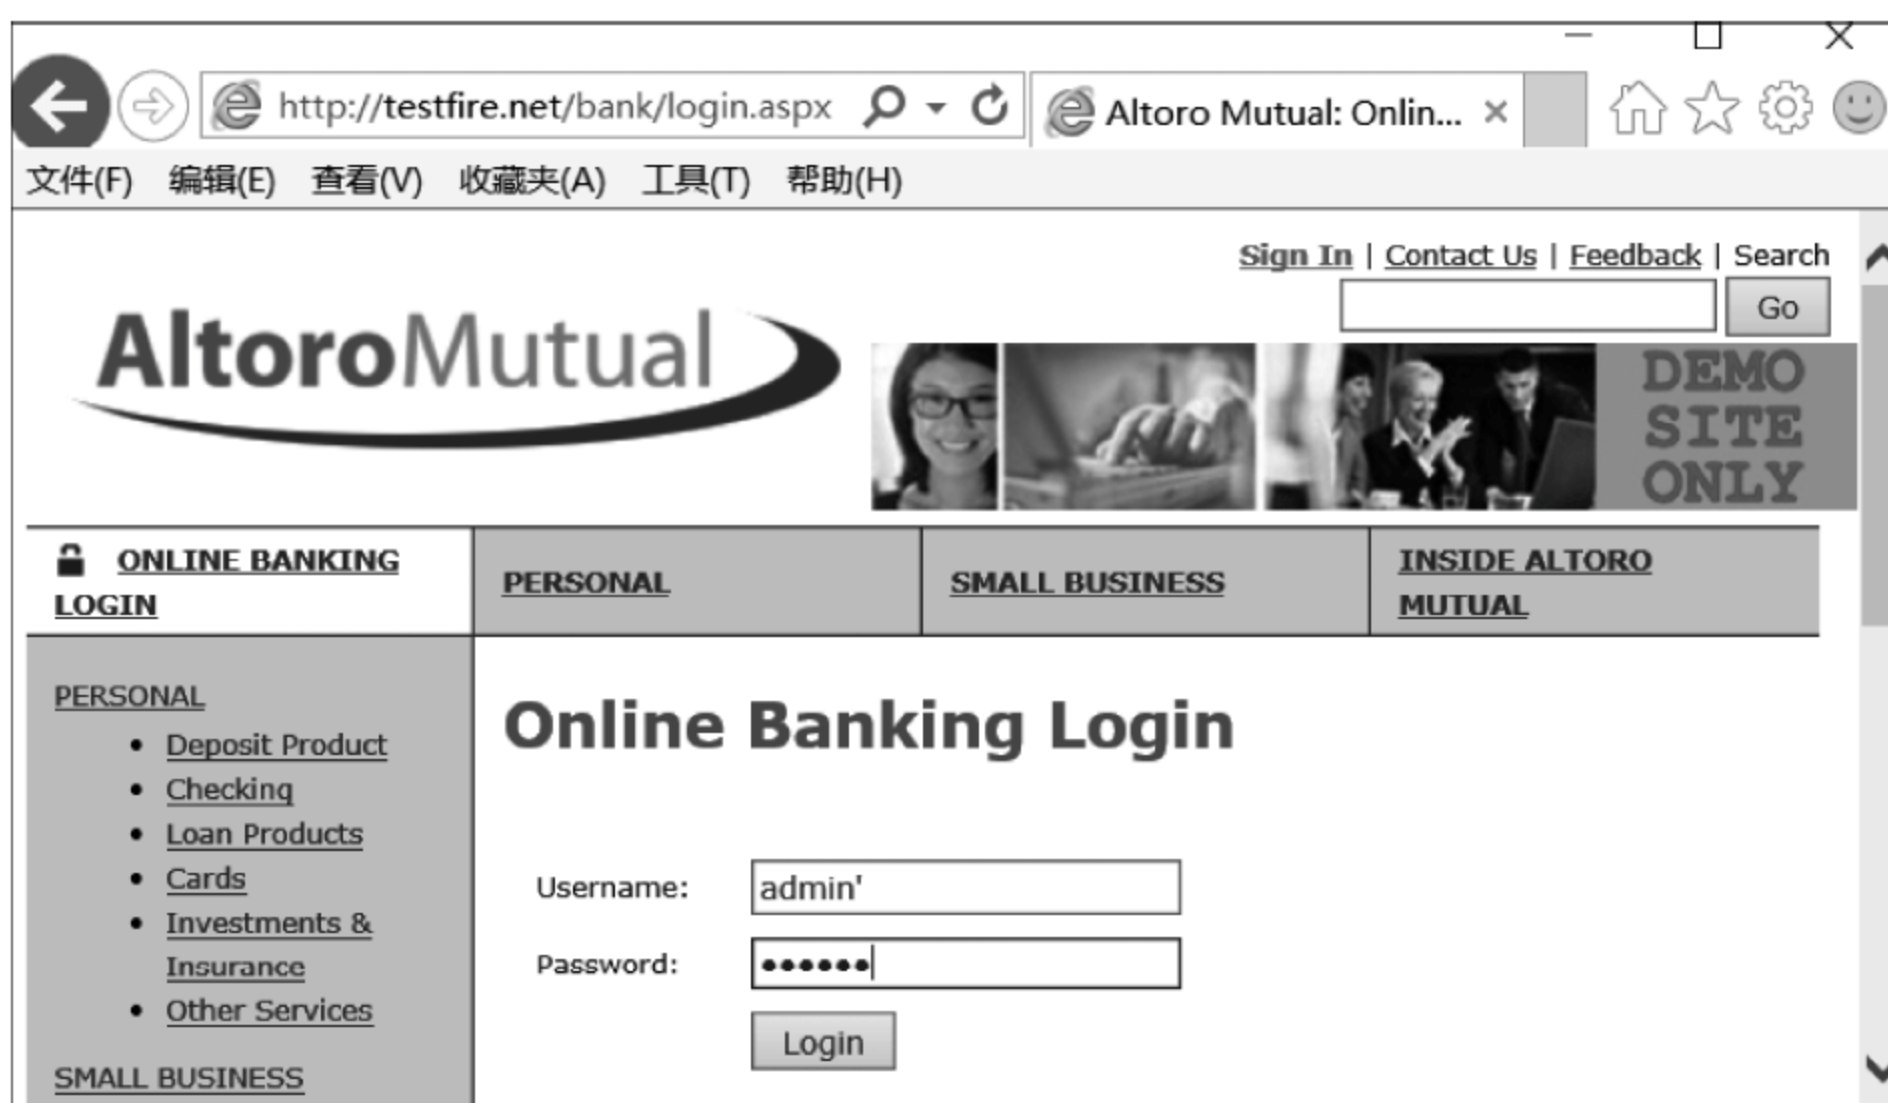 http://testfire.net/bank/login.aspx
Altoro Mutual: Onlin...
文件(F) 编辑(E) 查看(V) 收藏夹(A) 工具(T) 帮助(H)
Sign In | Contact Us | Feedback | Search
Go
AltoroMutual
DEMO
SITE
ONLY
ONLINE BANKING
LOGIN
PERSONAL
SMALL BUSINESS
INSIDE ALTORO
MUTUAL
PERSONAL
• Deposit Product
• Checking
• Loan Products
• Cards
• Investments &
Insurance
• Other Services
SMALL BUSINESS
Online Banking Login
Username: admin'
Password: ●●●●●●
Login